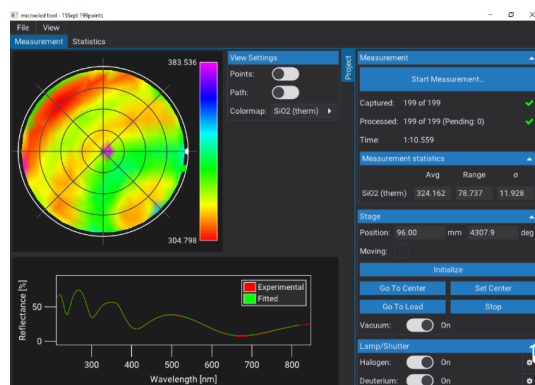 microoled tool - 15Sept 199points
File View
Measurement Statistics
383.536
304.798
View Settings
Points:
Path:
Colormap: SiO2 (therm)
Project
Measurement
Start Measurement...
Captured: 199 of 199
Processed: 199 of 199 (Pending: 0)
Time: 1:10.559
Measurement statistics
Avg Range σ
SiO2 (therm) 324.162 78.737 11.928
Stage
Position: 96.00 mm 4307.9 deg
Moving:
Initialize
Go To Center Set Center
Go To Load Stop
Vacuum: On
Lamp/Shutter
Halogen: On
Deuterium: On
Reflectance [%]
50
0
Experimental
Fitted
300 400 500 600 700 800
Wavelength [nm]